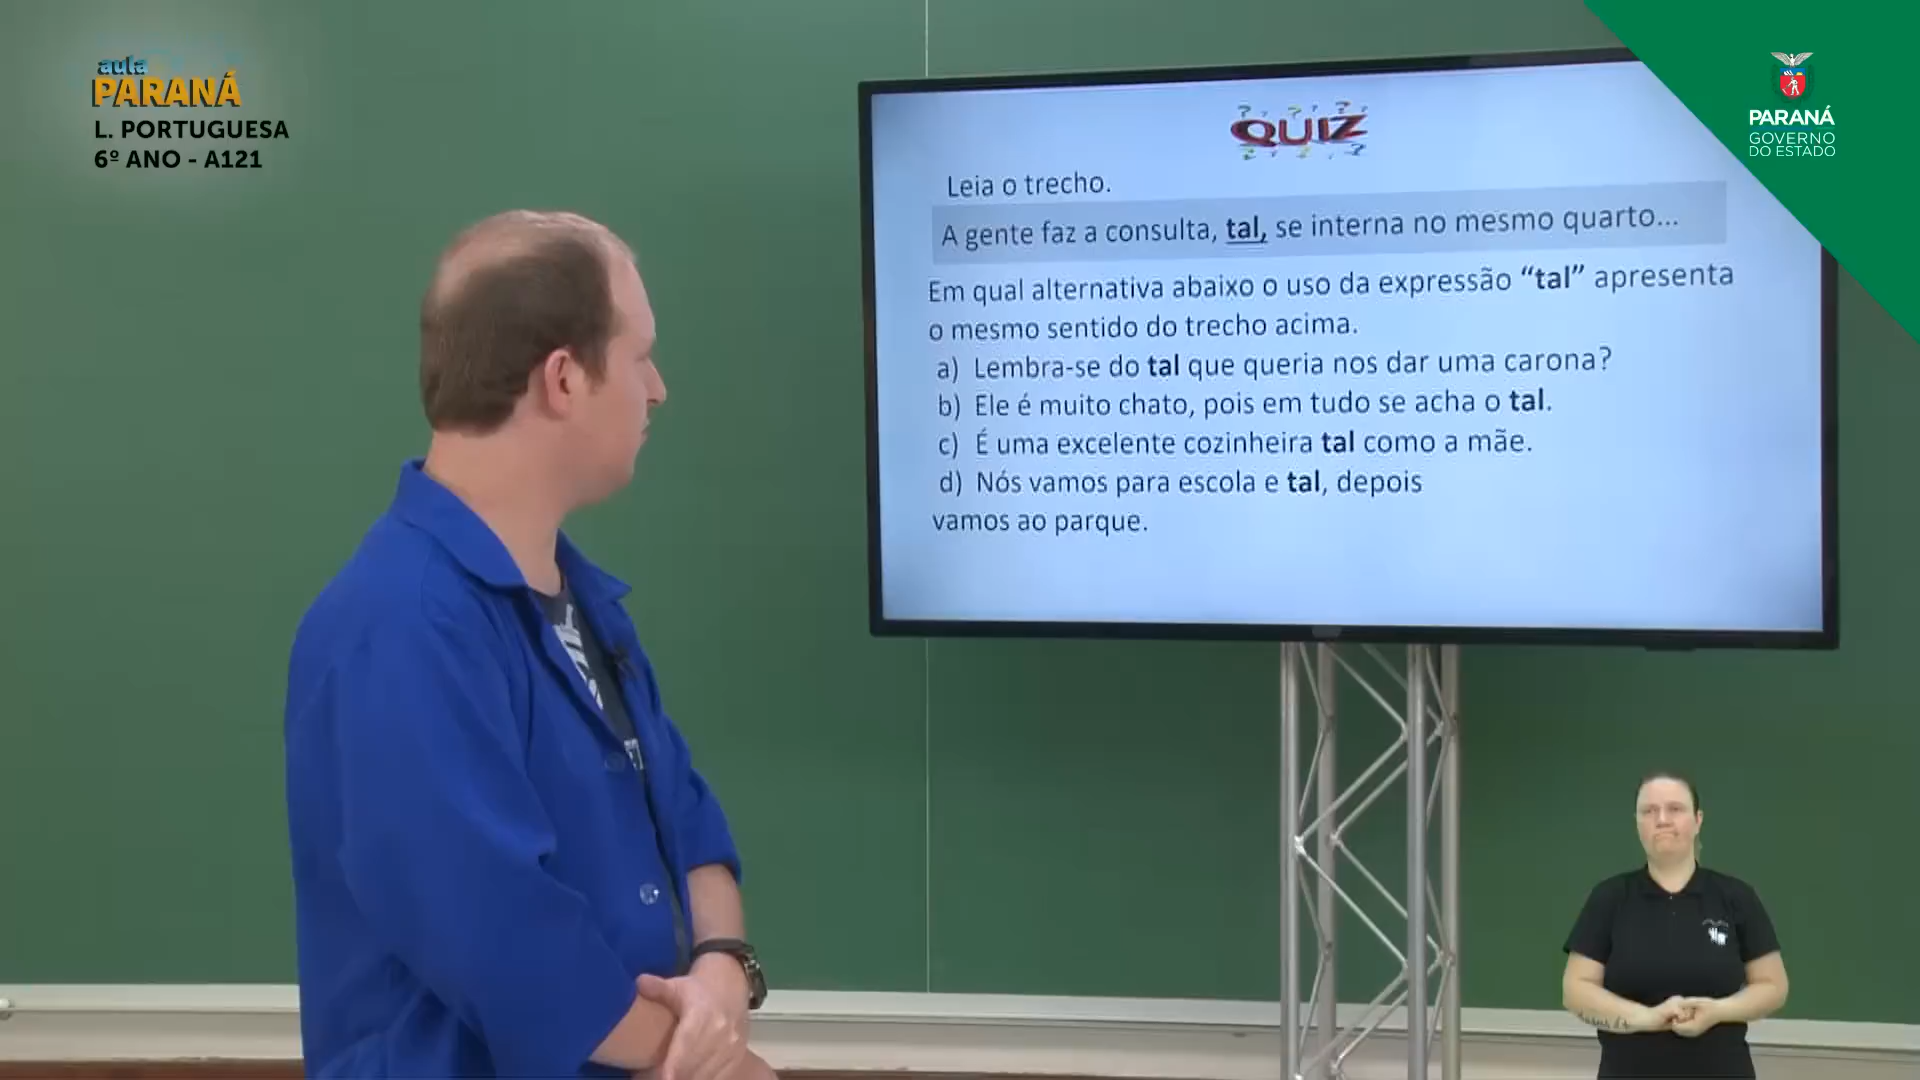 aula
PARANÁ
L. PORTUGUESA
6º ANO - A121
QUIZ
Leia o trecho.
A gente faz a consulta, tal, se interna no mesmo quarto...
Em qual alternativa abaixo o uso da expressão “tal” apresenta
o mesmo sentido do trecho acima.
a) Lembra-se do tal que queria nos dar uma carona?
b) Ele é muito chato, pois em tudo se acha o tal.
c) É uma excelente cozinheira tal como a mãe.
d) Nós vamos para escola e tal, depois
vamos ao parque.
PARANÁ
GOVERNO
DO ESTADO